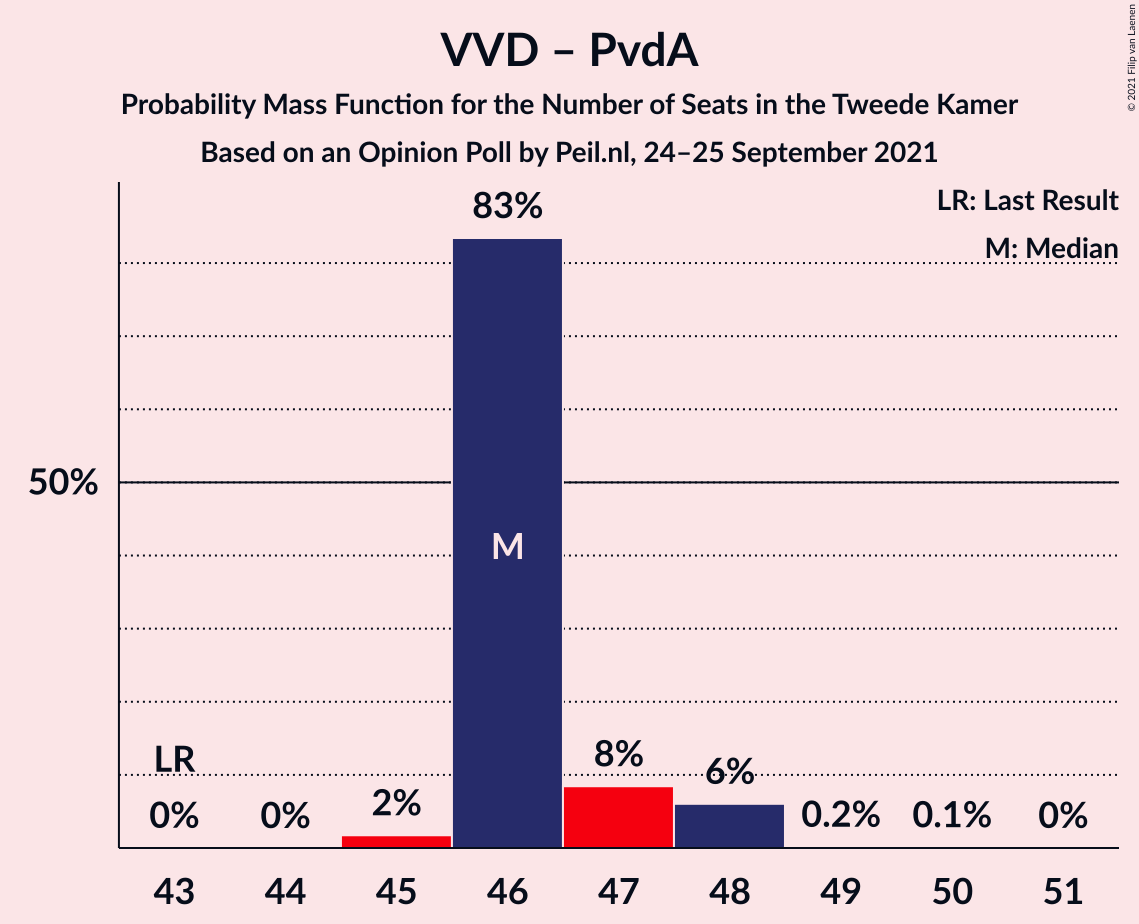 VVD – PvdA
Probability Mass Function for the Number of Seats in the Tweede Kamer
Based on an Opinion Poll by Peil.nl, 24–25 September 2021
© 2021 Filip van Laenen
LR: Last Result
M: Median
83%
50%
M
LR
0%
0%
2%
8%
6%
0.2%
0.1%
0%
43 44 45 46 47 48 49 50 51